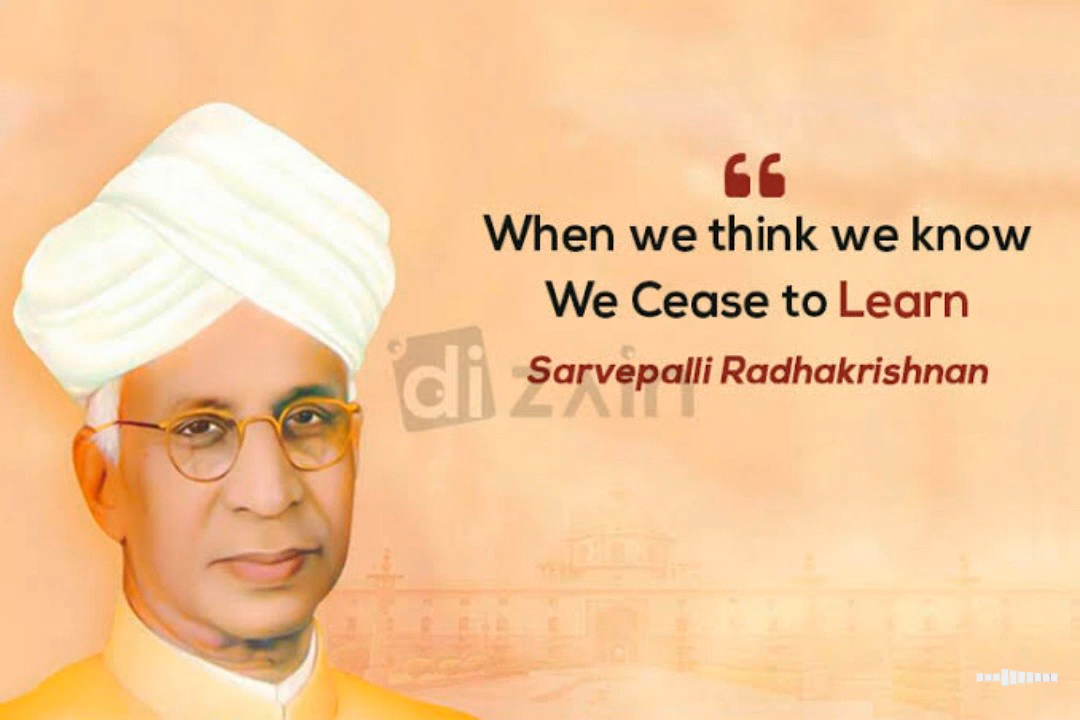 “
When we think we know
We Cease to Learn
Sarvepalli Radhakrishnan
dizxin